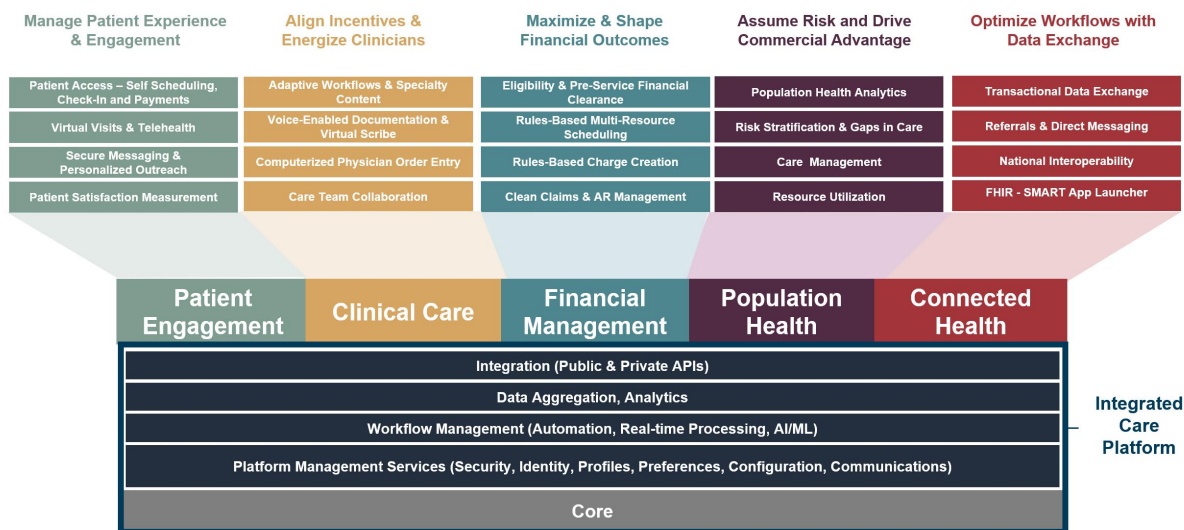 Manage Patient Experience
& Engagement
Align Incentives &
Energize Clinicians
Maximize & Shape
Financial Outcomes
Assume Risk and Drive
Commercial Advantage
Optimize Workflows with
Data Exchange
Patient Access – Self Scheduling,
Check-In and Payments
Virtual Visits & Telehealth
Secure Messaging &
Personalized Outreach
Patient Satisfaction Measurement
Adaptive Workflows & Specialty
Content
Voice-Enabled Documentation &
Virtual Scribe
Computerized Physician Order Entry
Care Team Collaboration
Eligibility & Pre-Service Financial
Clearance
Rules-Based Multi-Resource
Scheduling
Rules-Based Charge Creation
Clean Claims & AR Management
Population Health Analytics
Risk Stratification & Gaps in Care
Care Management
Resource Utilization
Transactional Data Exchange
Referrals & Direct Messaging
National Interoperability
FHIR - SMART App Launcher
Patient
Engagement
Clinical Care
Financial
Management
Population
Health
Connected
Health
Integration (Public & Private APIs)
Data Aggregation, Analytics
Workflow Management (Automation, Real-time Processing, AI/ML)
Platform Management Services (Security, Identity, Profiles, Preferences, Configuration, Communications)
Core
Integrated
Care
Platform